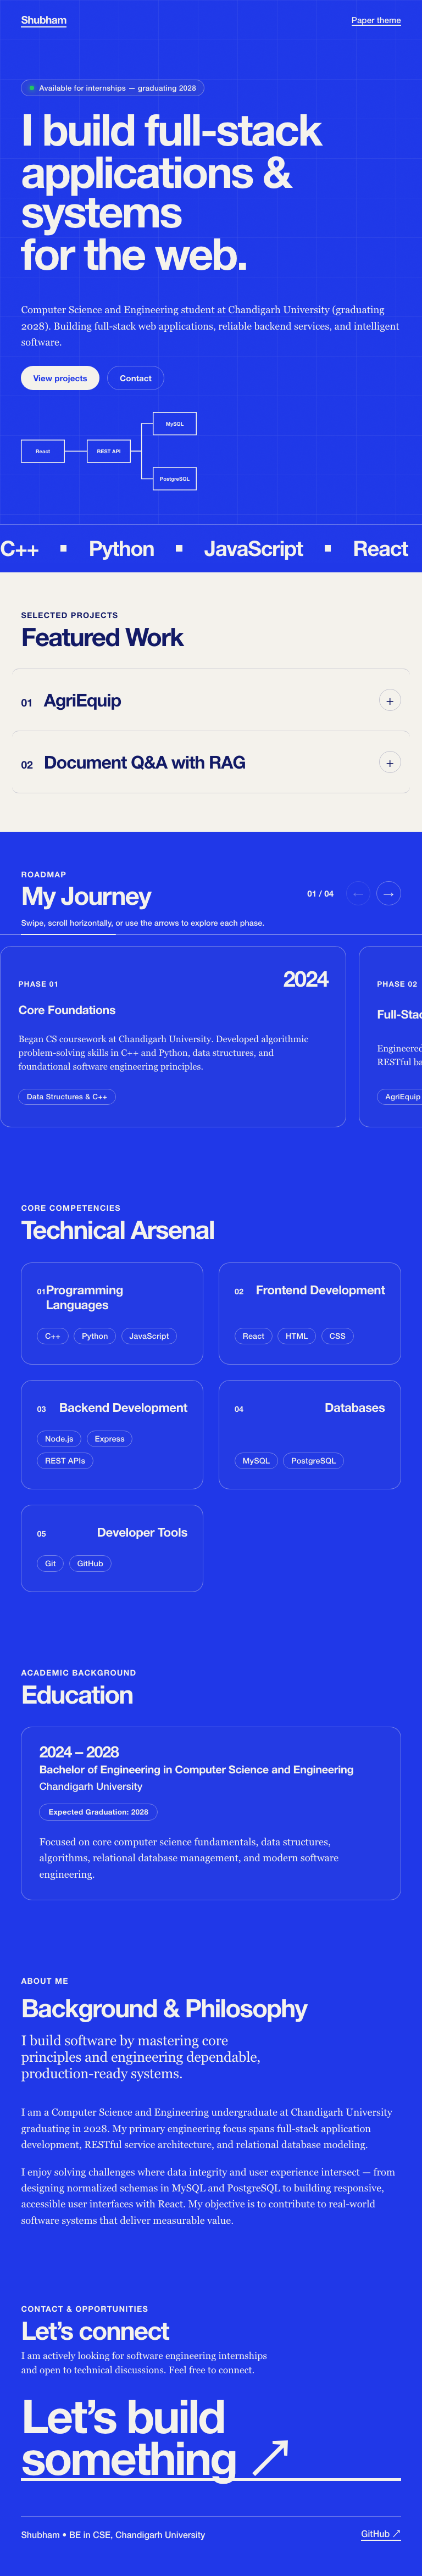 Shubham
Paper theme
Available for internships — graduating 2028
I build full-stack
applications &
systems
for the web.
Computer Science and Engineering student at Chandigarh University (graduating
2028). Building full-stack web applications, reliable backend services, and intelligent
software.
View projects
Contact
React
REST API
MySQL
PostgreSQL
C++ ■ Python ■ JavaScript ■ React
SELECTED PROJECTS
Featured Work
01 AgriEquip +
02 Document Q&A with RAG +
ROADMAP
My Journey
01 / 04 ← →
Swipe, scroll horizontally, or use the arrows to explore each phase.
PHASE 01
2024
Core Foundations
Began CS coursework at Chandigarh University. Developed algorithmic
problem-solving skills in C++ and Python, data structures, and
foundational software engineering principles.
Data Structures & C++
PHASE 02
Full-Stac
Engineered
RESTful ba
AgriEquip
CORE COMPETENCIES
Technical Arsenal
01 Programming
Languages
C++ Python JavaScript
02 Frontend Development
React HTML CSS
03 Backend Development
Node.js Express
REST APIs
04 Databases
MySQL PostgreSQL
05 Developer Tools
Git GitHub
ACADEMIC BACKGROUND
Education
2024 – 2028
Bachelor of Engineering in Computer Science and Engineering
Chandigarh University
Expected Graduation: 2028
Focused on core computer science fundamentals, data structures,
algorithms, relational database management, and modern software
engineering.
ABOUT ME
Background & Philosophy
I build software by mastering core
principles and engineering dependable,
production-ready systems.
I am a Computer Science and Engineering undergraduate at Chandigarh University
graduating in 2028. My primary engineering focus spans full-stack application
development, RESTful service architecture, and relational database modeling.
I enjoy solving challenges where data integrity and user experience intersect — from
designing normalized schemas in MySQL and PostgreSQL to building responsive,
accessible user interfaces with React. My objective is to contribute to real-world
software systems that deliver measurable value.
CONTACT & OPPORTUNITIES
Let’s connect
I am actively looking for software engineering internships
and open to technical discussions. Feel free to connect.
Let’s build
something ↗
Shubham • BE in CSE, Chandigarh University
GitHub ↗